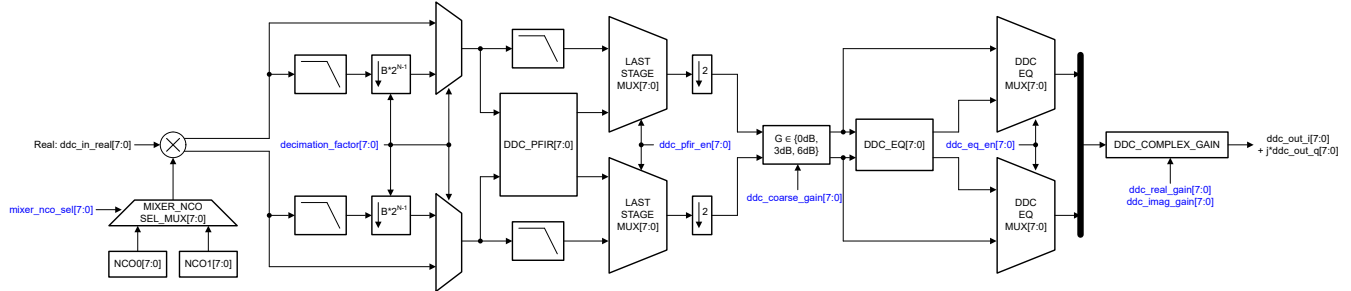 Real: ddc_in_real[7:0]
mixer_nco_sel[7:0]
MIXER_NCO
SEL_MUX[7:0]
NCO0[7:0]
NCO1[7:0]
B*2^N-1
decimation_factor[7:0]
B*2^N-1
DDC_PFIR[7:0]
LAST
STAGE
MUX[7:0]
2
ddc_pfir_en[7:0]
LAST
STAGE
MUX[7:0]
2
G ∈ {0dB,
3dB, 6dB}
ddc_coarse_gain[7:0]
DDC_EQ[7:0]
DDC
EQ
MUX[7:0]
ddc_eq_en[7:0]
DDC
EQ
MUX[7:0]
DDC_COMPLEX_GAIN
ddc_real_gain[7:0]
ddc_imag_gain[7:0]
ddc_out_i[7:0]
+ j*ddc_out_q[7:0]